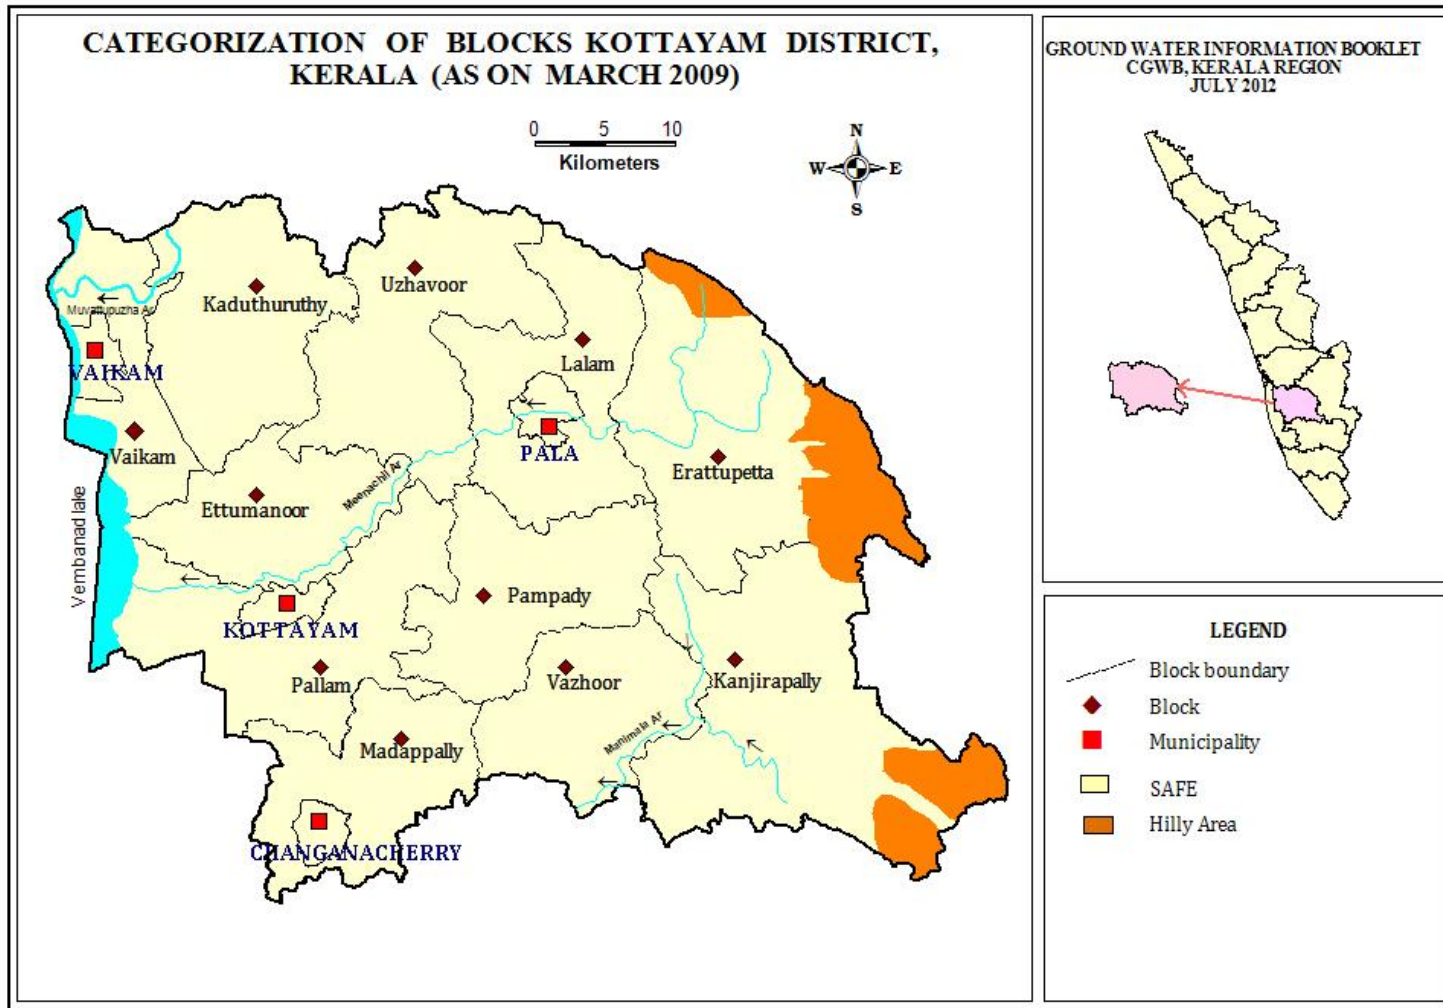 CATEGORIZATION OF BLOCKS KOTTAYAM DISTRICT,
KERALA (AS ON MARCH 2009)
GROUND WATER INFORMATION BOOKLET
CGWB, KERALA REGION
JULY 2012
0 5 10
Kilometers
N
W E
S
Uzhavoor
Kaduthuruthy
Muvattupuzha Ar
Lalam
VAIKAM
Vaikam
PALA
Erattupetta
Meenachil Ar
Ettumanoor
Vembanad lake
Pampady
KOTTAYAM
Pallam
Vazhoor
Kanjirapally
Manimala Ar
Madappally
CHANGANACHERRY
LEGEND
Block boundary
Block
Municipality
SAFE
Hilly Area